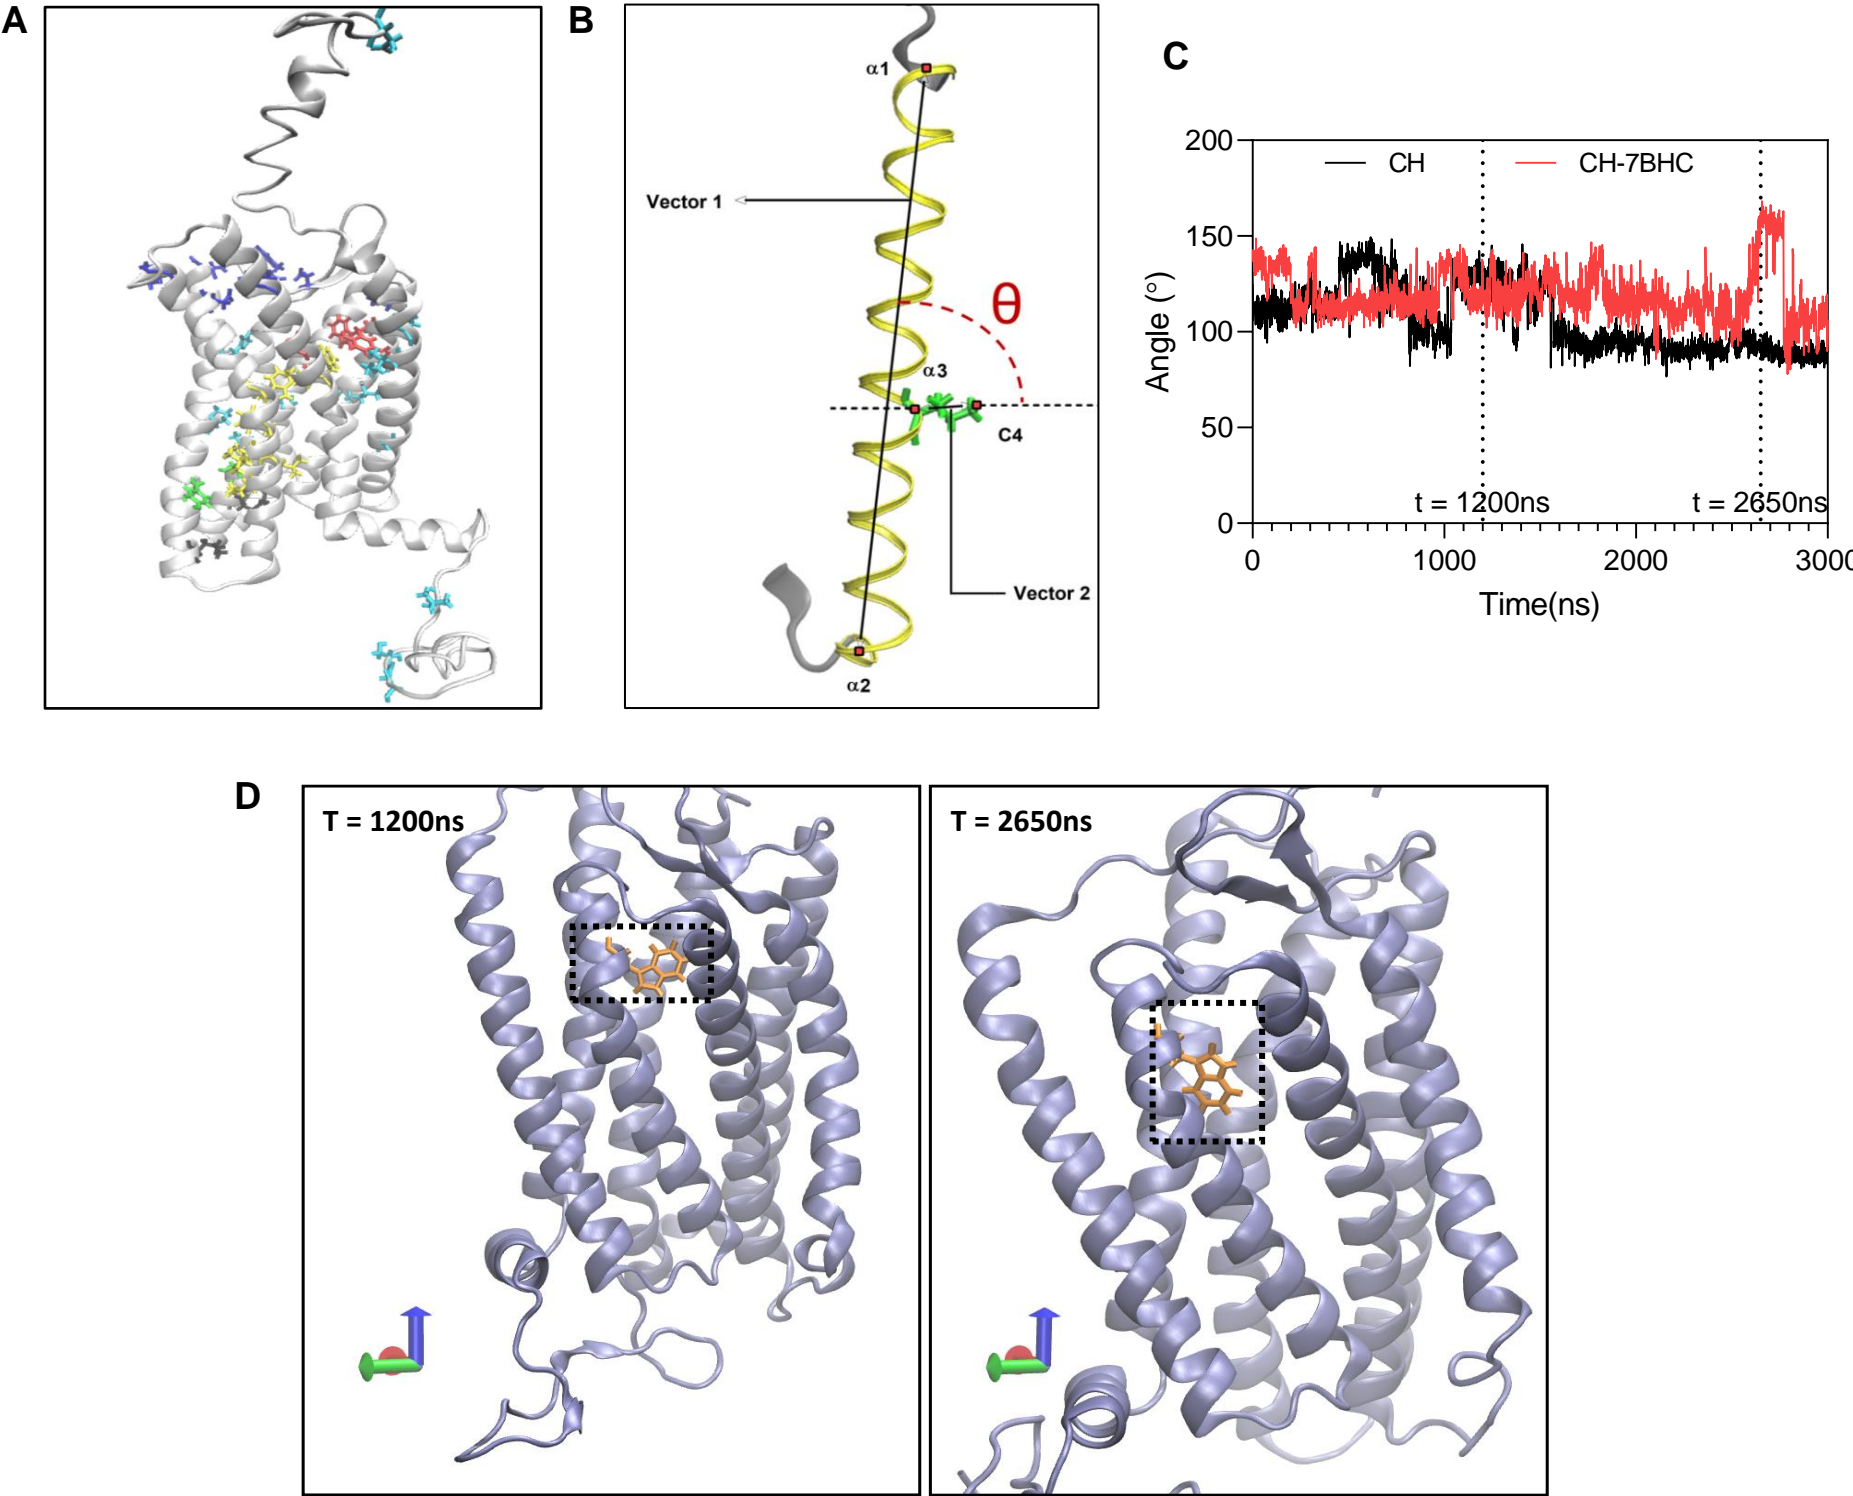 A
B
C
α1
Vector 1
θ
α3
C4
Vector 2
α2
CH
CH-7BHC
200
150
100
50
0
Angle (°)
t = 1200ns
t = 2650ns
0
1000
2000
3000
Time(ns)
D
T = 1200ns
T = 2650ns